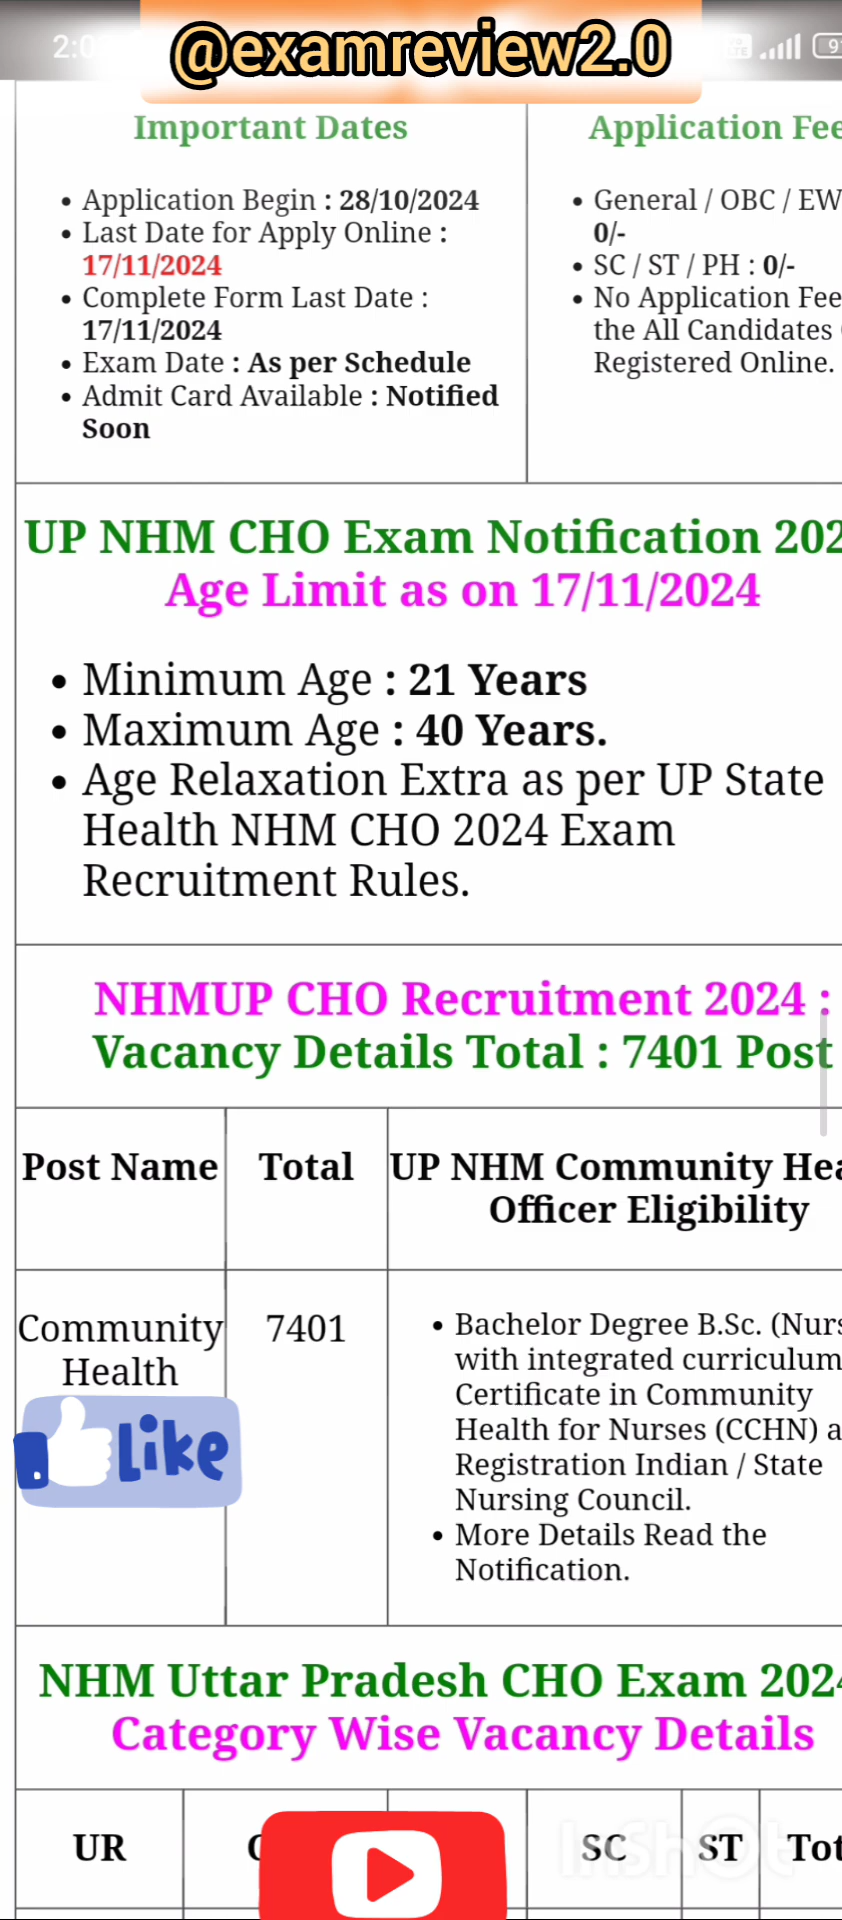 @examreview2.0
Important Dates
Application Begin : 28/10/2024
Last Date for Apply Online :
17/11/2024
Complete Form Last Date :
17/11/2024
Exam Date : As per Schedule
Admit Card Available : Notified
Soon
Application
General / OBC /
0/-
SC / ST / PH : 0/-
No Application Fee
the All Candidates
Registered Online.
UP NHM CHO Exam Notification
Age Limit as on 17/11/2024
Minimum Age : 21 Years
Maximum Age : 40 Years.
Age Relaxation Extra as per UP State
Health NHM CHO 2024 Exam
Recruitment Rules.
NHMUP CHO Recruitment 2024 :
Vacancy Details Total : 7401 Post
Post Name
Total
UP NHM Community
Officer Eligibility
Community
Health
Like
7401
Bachelor Degree B.Sc.
with integrated curriculum
Certificate in Community
Health for Nurses (CCHN)
Registration Indian / State
Nursing Council.
More Details Read the
Notification.
NHM Uttar Pradesh CHO Exam
Category Wise Vacancy Details
UR
SC
ST
InShOt